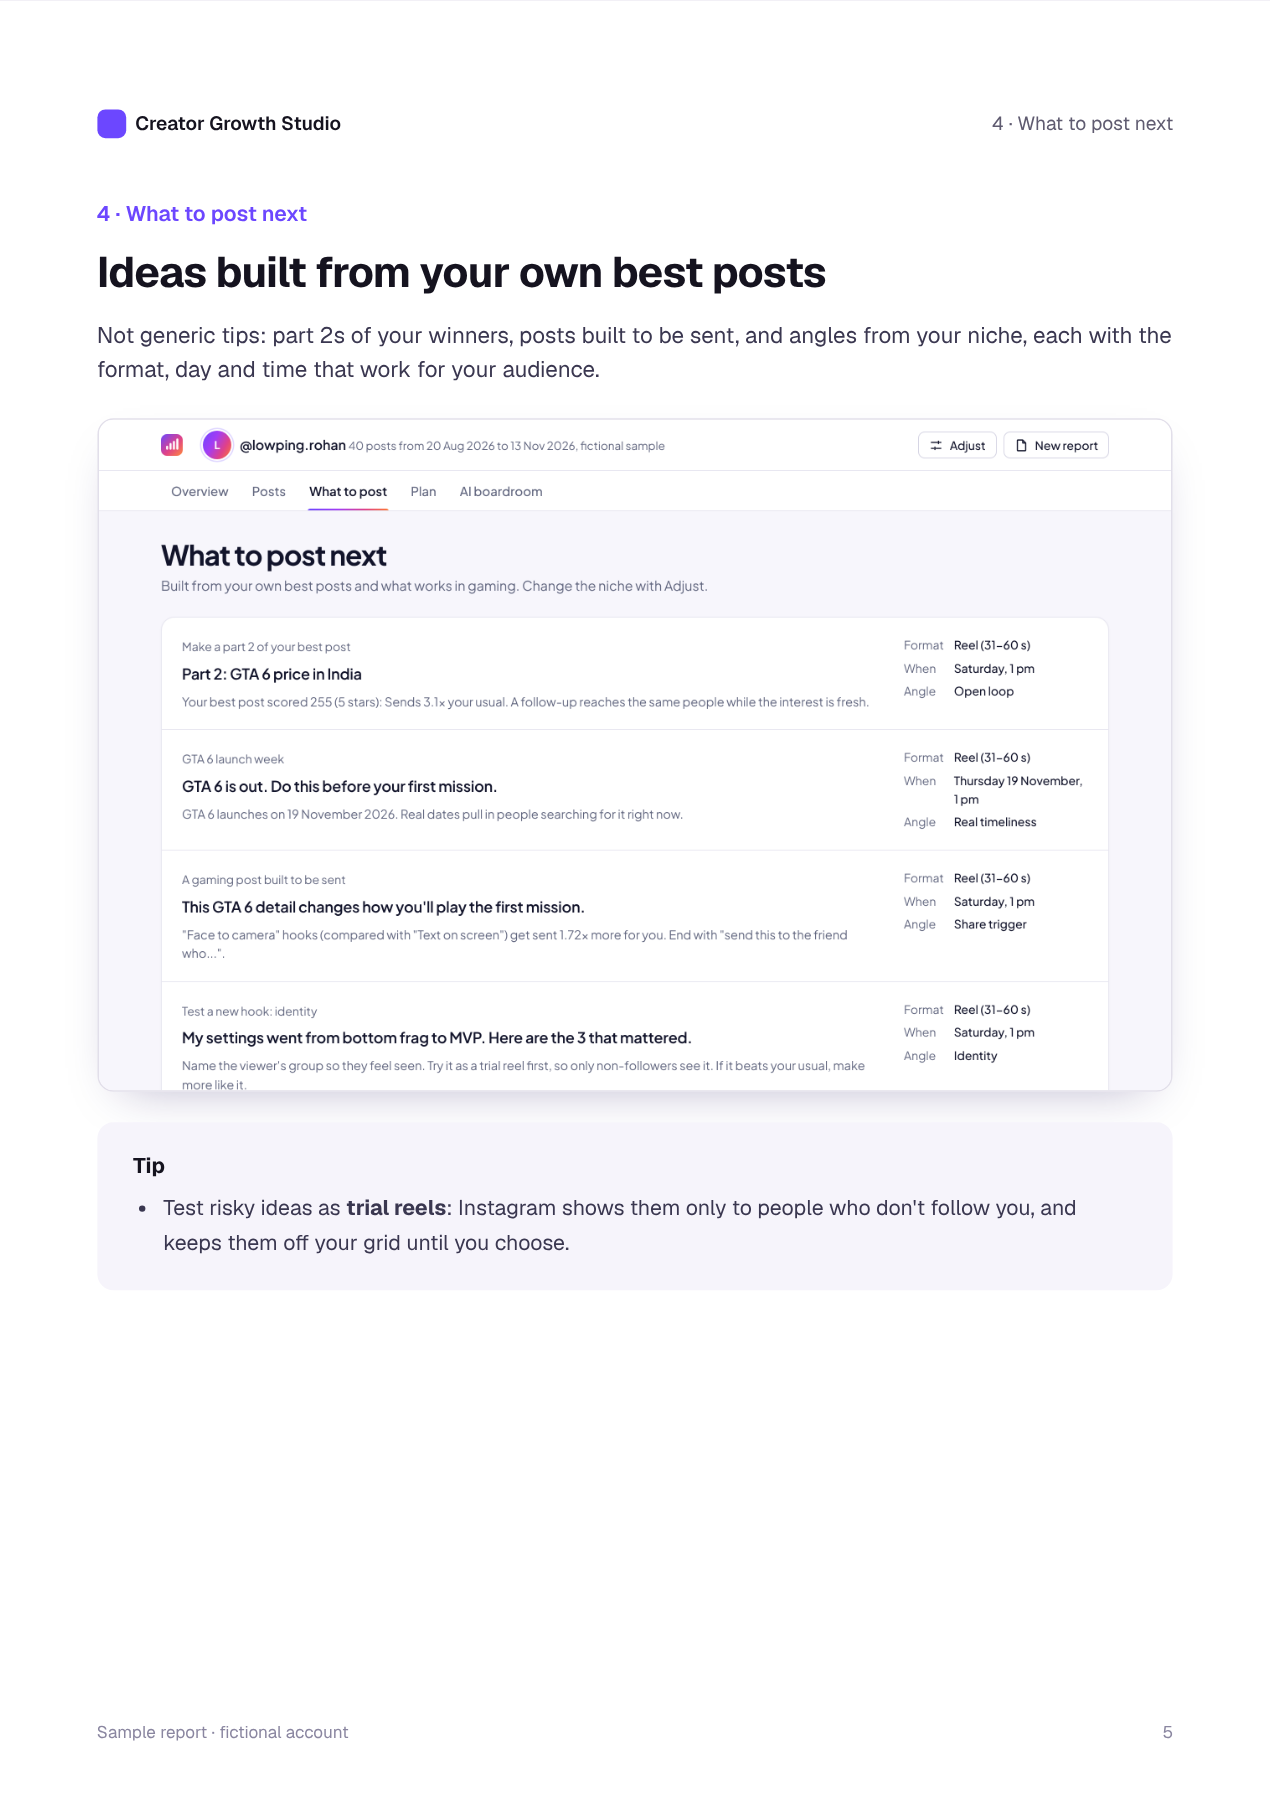 Creator Growth Studio
4 · What to post next
4 · What to post next
Ideas built from your own best posts
Not generic tips: part 2s of your winners, posts built to be sent, and angles from your niche, each with the
format, day and time that work for your audience.
L
@lowping.rohan 40 posts from 20 Aug 2026 to 13 Nov 2026, fictional sample
Adjust
New report
Overview Posts What to post Plan AI boardroom
What to post next
Built from your own best posts and what works in gaming. Change the niche with Adjust.
Make a part 2 of your best post
Part 2: GTA 6 price in India
Your best post scored 255 (5 stars): Sends 3.1× your usual. A follow-up reaches the same people while the interest is fresh.
Format Reel (31–60 s)
When Saturday, 1 pm
Angle Open loop
GTA 6 launch week
GTA 6 is out. Do this before your first mission.
GTA 6 launches on 19 November 2026. Real dates pull in people searching for it right now.
Format Reel (31–60 s)
When Thursday 19 November,
1 pm
Angle Real timeliness
A gaming post built to be sent
This GTA 6 detail changes how you'll play the first mission.
"Face to camera" hooks (compared with "Text on screen") get sent 1.72× more for you. End with "send this to the friend
who...".
Format Reel (31–60 s)
When Saturday, 1 pm
Angle Share trigger
Test a new hook: identity
My settings went from bottom frag to MVP. Here are the 3 that mattered.
Name the viewer's group so they feel seen. Try it as a trial reel first, so only non-followers see it. If it beats your usual, make
more like it.
Format Reel (31–60 s)
When Saturday, 1 pm
Angle Identity
Tip
• Test risky ideas as trial reels: Instagram shows them only to people who don't follow you, and
keeps them off your grid until you choose.
Sample report · fictional account
5